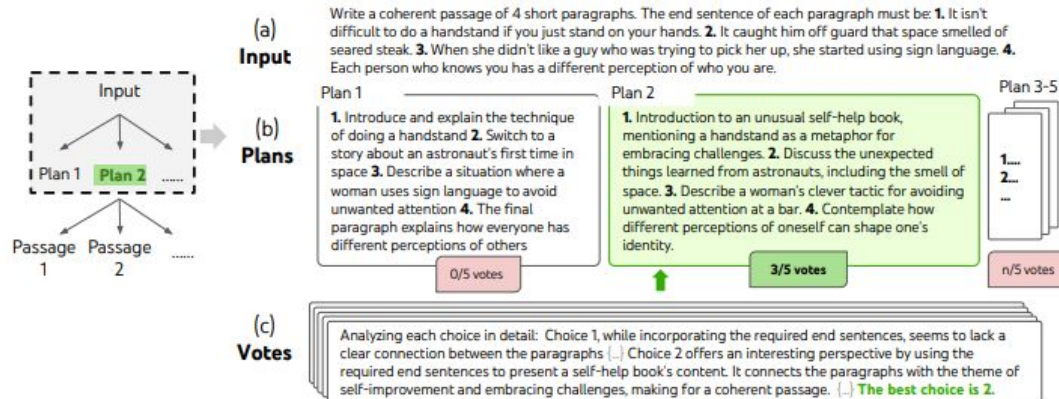 (a)
Input
Write a coherent passage of 4 short paragraphs. The end sentence of each paragraph must be: 1. It isn't
difficult to do a handstand if you just stand on your hands. 2. It caught him off guard that space smelled of
seared steak. 3. When she didn't like a guy who was trying to pick her up, she started using sign language. 4.
Each person who knows you has a different perception of who you are.
Input
Plan 1
Plan 2
......
Passage
1
Passage
2
......
(b)
Plans
Plan 1
1. Introduce and explain the technique
of doing a handstand 2. Switch to a
story about an astronaut's first time in
space 3. Describe a situation where a
woman uses sign language to avoid
unwanted attention 4. The final
paragraph explains how everyone has
different perceptions of others
0/5 votes
Plan 2
1. Introduction to an unusual self-help book,
mentioning a handstand as a metaphor for
embracing challenges. 2. Discuss the unexpected
things learned from astronauts, including the smell of
space. 3. Describe a woman's clever tactic for avoiding
unwanted attention at a bar. 4. Contemplate how
different perceptions of oneself can shape one's
identity.
3/5 votes
Plan 3-5
1....
2...
...
n/5 votes
(c)
Votes
Analyzing each choice in detail: Choice 1, while incorporating the required end sentences, seems to lack a
clear connection between the paragraphs {...} Choice 2 offers an interesting perspective by using the
required end sentences to present a self-help book's content. It connects the paragraphs with the theme of
self-improvement and embracing challenges, making for a coherent passage. {...} The best choice is 2.